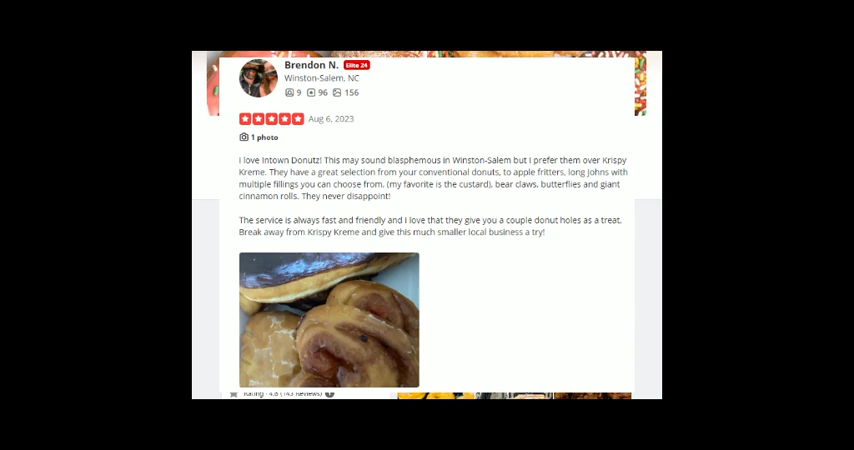 Brendon N. Elite 24
Winston-Salem, NC
9 96 156
Aug 6, 2023
1 photo
I love Intown Donutz! This may sound blasphemous in Winston-Salem but I prefer them over Krispy
Kreme. They have a great selection from your conventional donuts, to apple fritters, long Johns with
multiple fillings you can choose from, (my favorite is the custard), bear claws, butterflies and giant
cinnamon rolls. They never disappoint!
The service is always fast and friendly and I love that they give you a couple donut holes as a treat.
Break away from Krispy Kreme and give this much smaller local business a try!
Rating · 4.8 (143 Reviews)